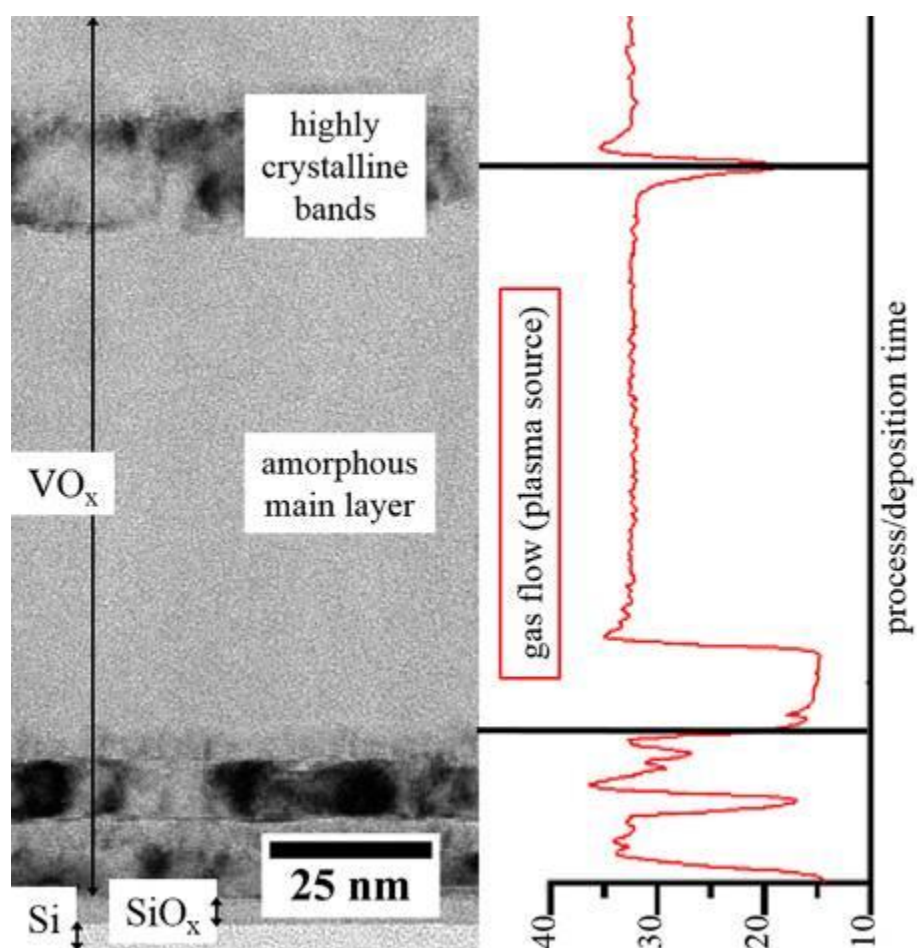 highly
crystalline
bands
VOₓ
amorphous
main layer
gas flow (plasma source)
process/deposition time
25 nm
Si
SiOₓ
40
30
20
10